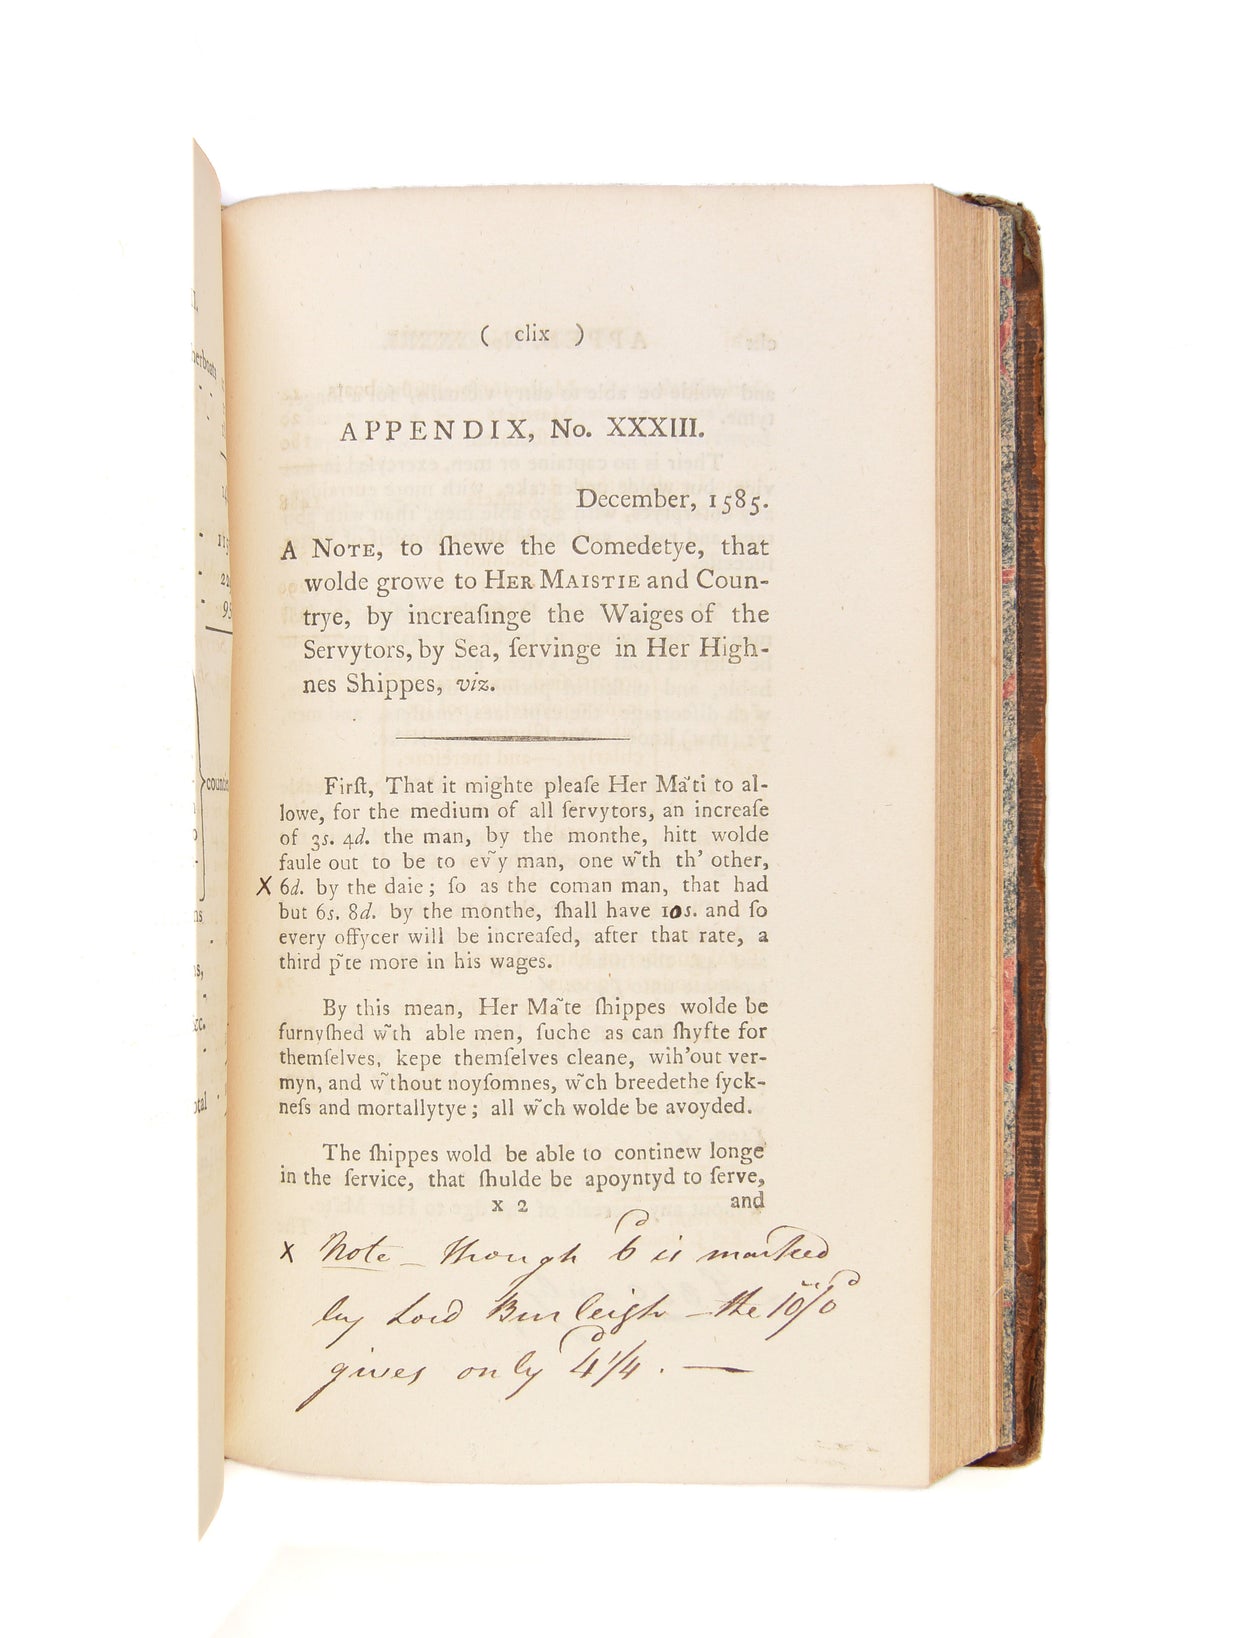 ( clix )
APPENDIX, No. XXXIII.
December, 1585.
A NOTE, to ſhewe the Comedetye, that
wolde growe to HER MAISTIE and Coun-
trye, by increaſinge the Waiges of the
Servytors, by Sea, ſervinge in Her High-
nes Shippes, viz.
Firſt, That it mighte pleaſe Her Ma᷉ti to al-
lowe, for the medium of all ſervytors, an increaſe
of 3s. 4d. the man, by the monthe, hitt wolde
faule out to be to ev᷉y man, one w᷉th th' other,
X 6d. by the daie; ſo as the coman man, that had
but 6s. 8d. by the monthe, ſhall have 10s. and ſo
every offycer will be increaſed, after that rate, a
third p᷉te more in his wages.
By this mean, Her Ma᷉te ſhippes wolde be
furnyſhed w᷉th able men, ſuche as can ſhyfte for
themſelves, kepe themſelves cleane, wih'out ver-
myn, and w᷉thout noyſomnes, w᷉ch breedethe ſyck-
neſs and mortallytye; all w᷉ch wolde be avoyded.
The ſhippes wold be able to continew longe
in the ſervice, that ſhulde be apoyntyd to ſerve,
x 2 and
x Note – though 6d is marked
by Lord Burleigh – the 10/0d
gives only 4d 1/4. —
counte